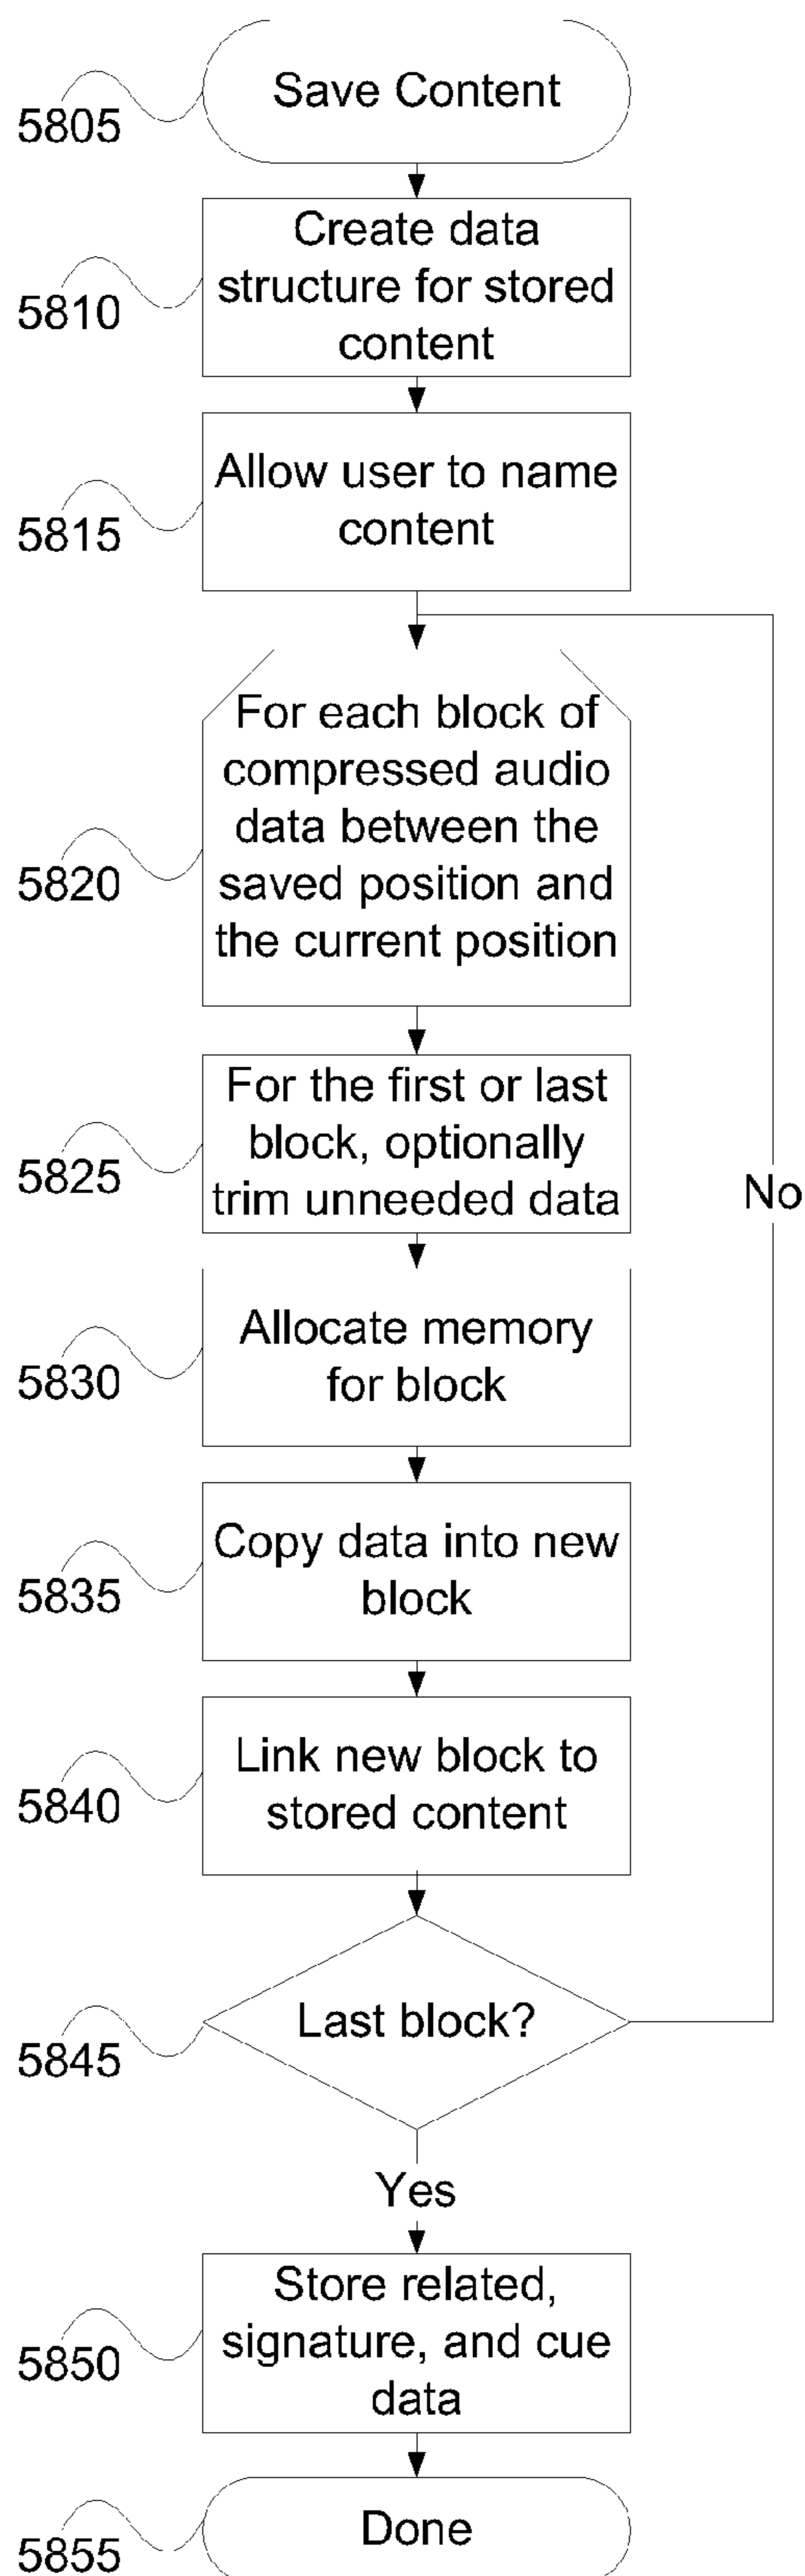 Save Content
5805
Create data
structure for stored
content
5810
Allow user to name
content
5815
For each block of
compressed audio
data between the
saved position and
the current position
5820
For the first or last
block, optionally
trim unneeded data
5825
No
Allocate memory
for block
5830
Copy data into new
block
5835
Link new block to
stored content
5840
Last block?
5845
Yes
Store related,
signature, and cue
data
5850
Done
5855